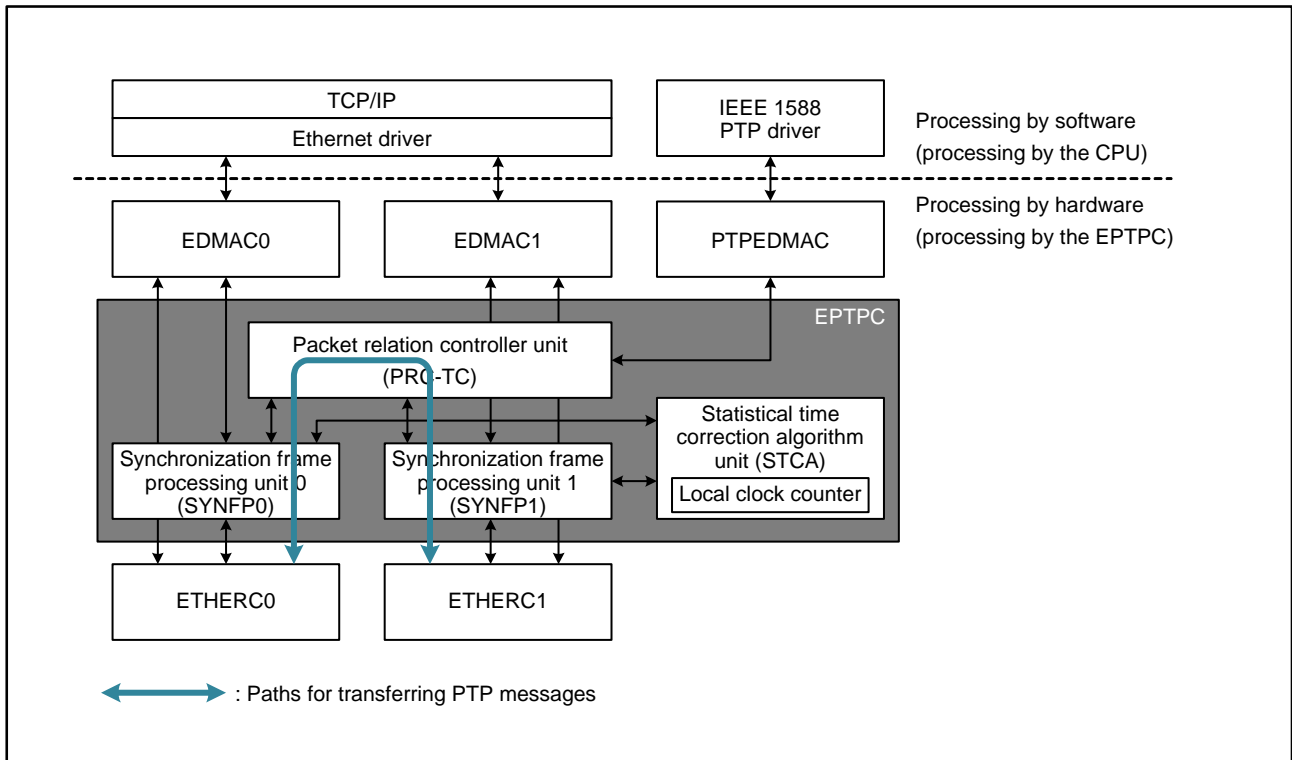 TCP/IP
Ethernet driver
IEEE 1588
PTP driver
Processing by software
(processing by the CPU)
EDMAC0
EDMAC1
PTPEDMAC
Processing by hardware
(processing by the EPTPC)
EPTPC
Packet relation controller unit
(PRC-TC)
Synchronization frame
processing unit 0
(SYNFP0)
Synchronization frame
processing unit 1
(SYNFP1)
Statistical time
correction algorithm
unit (STCA)
Local clock counter
ETHERC0
ETHERC1
: Paths for transferring PTP messages